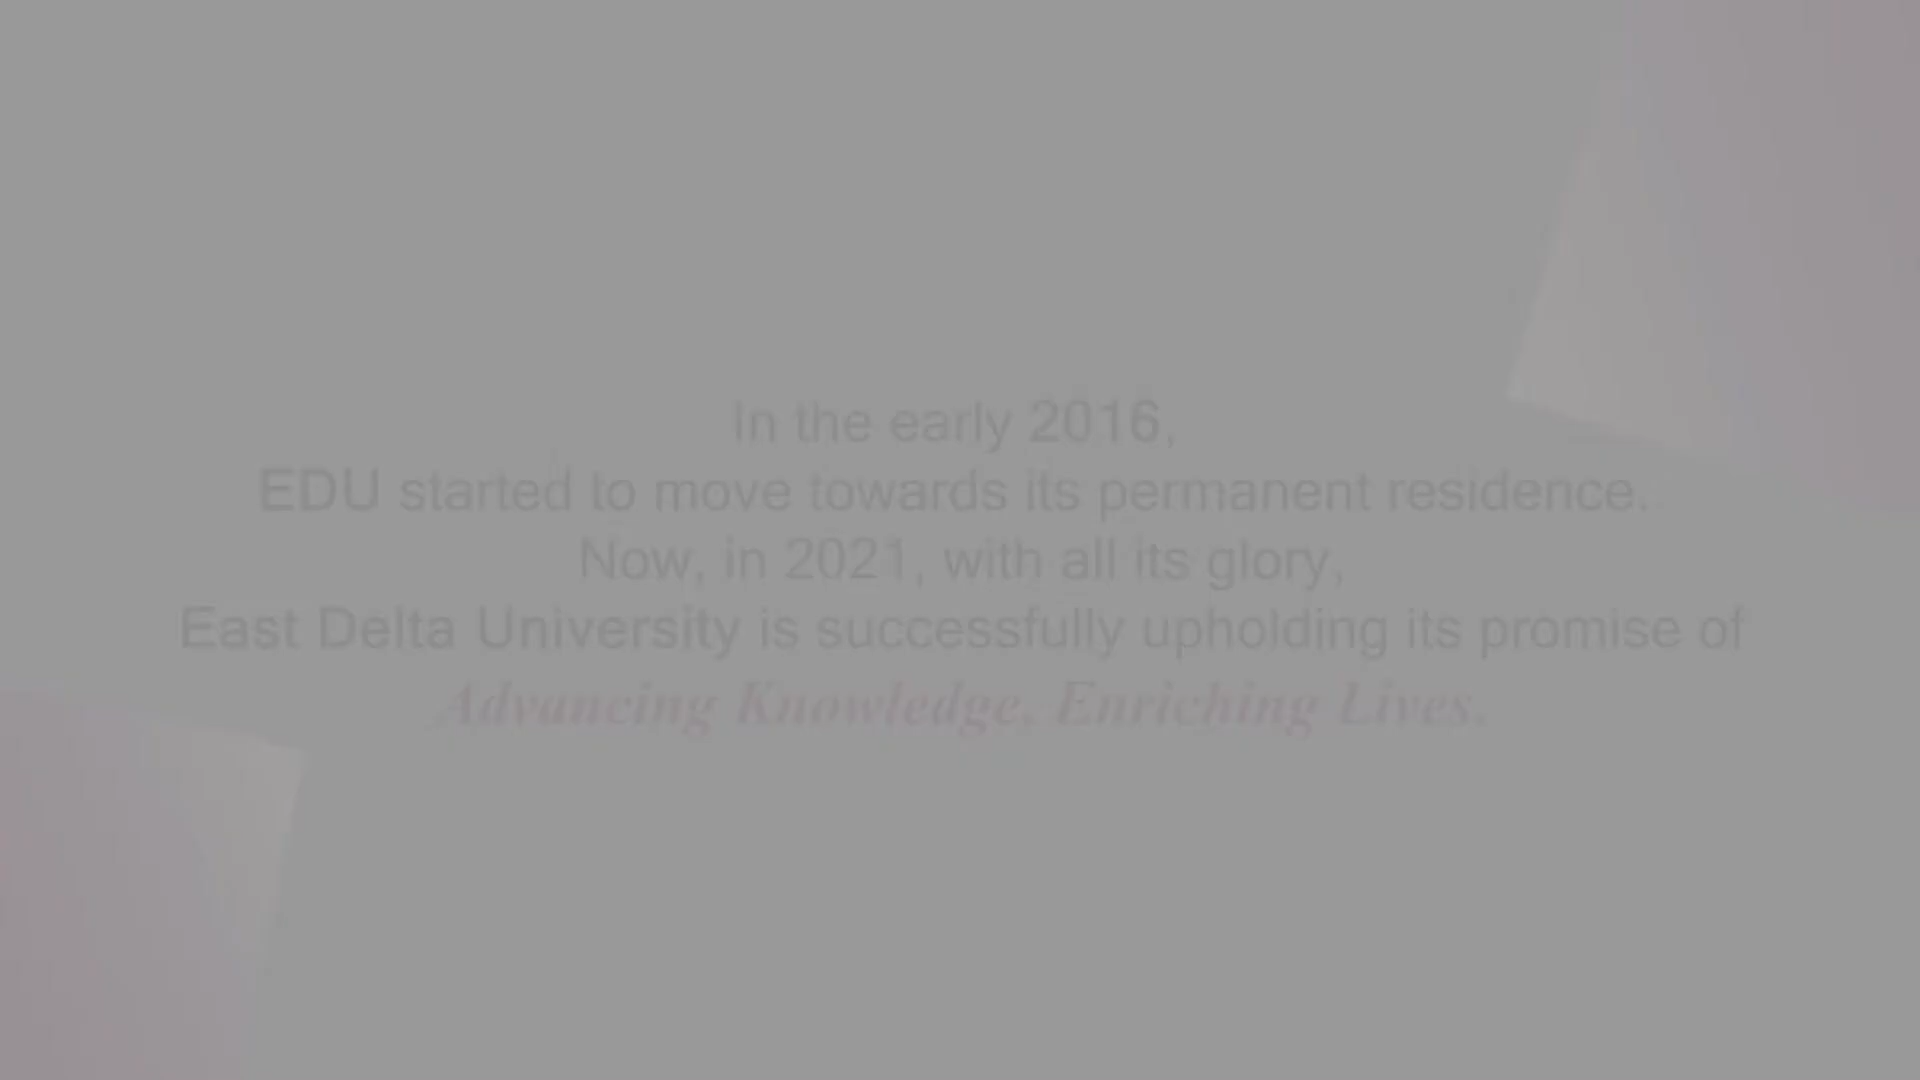 In the early 2016,
EDU started to move towards its permanent residence.
Now, in 2021, with all its glory,
East Delta University is successfully upholding its promise of
Advancing Knowledge. Enriching Lives.